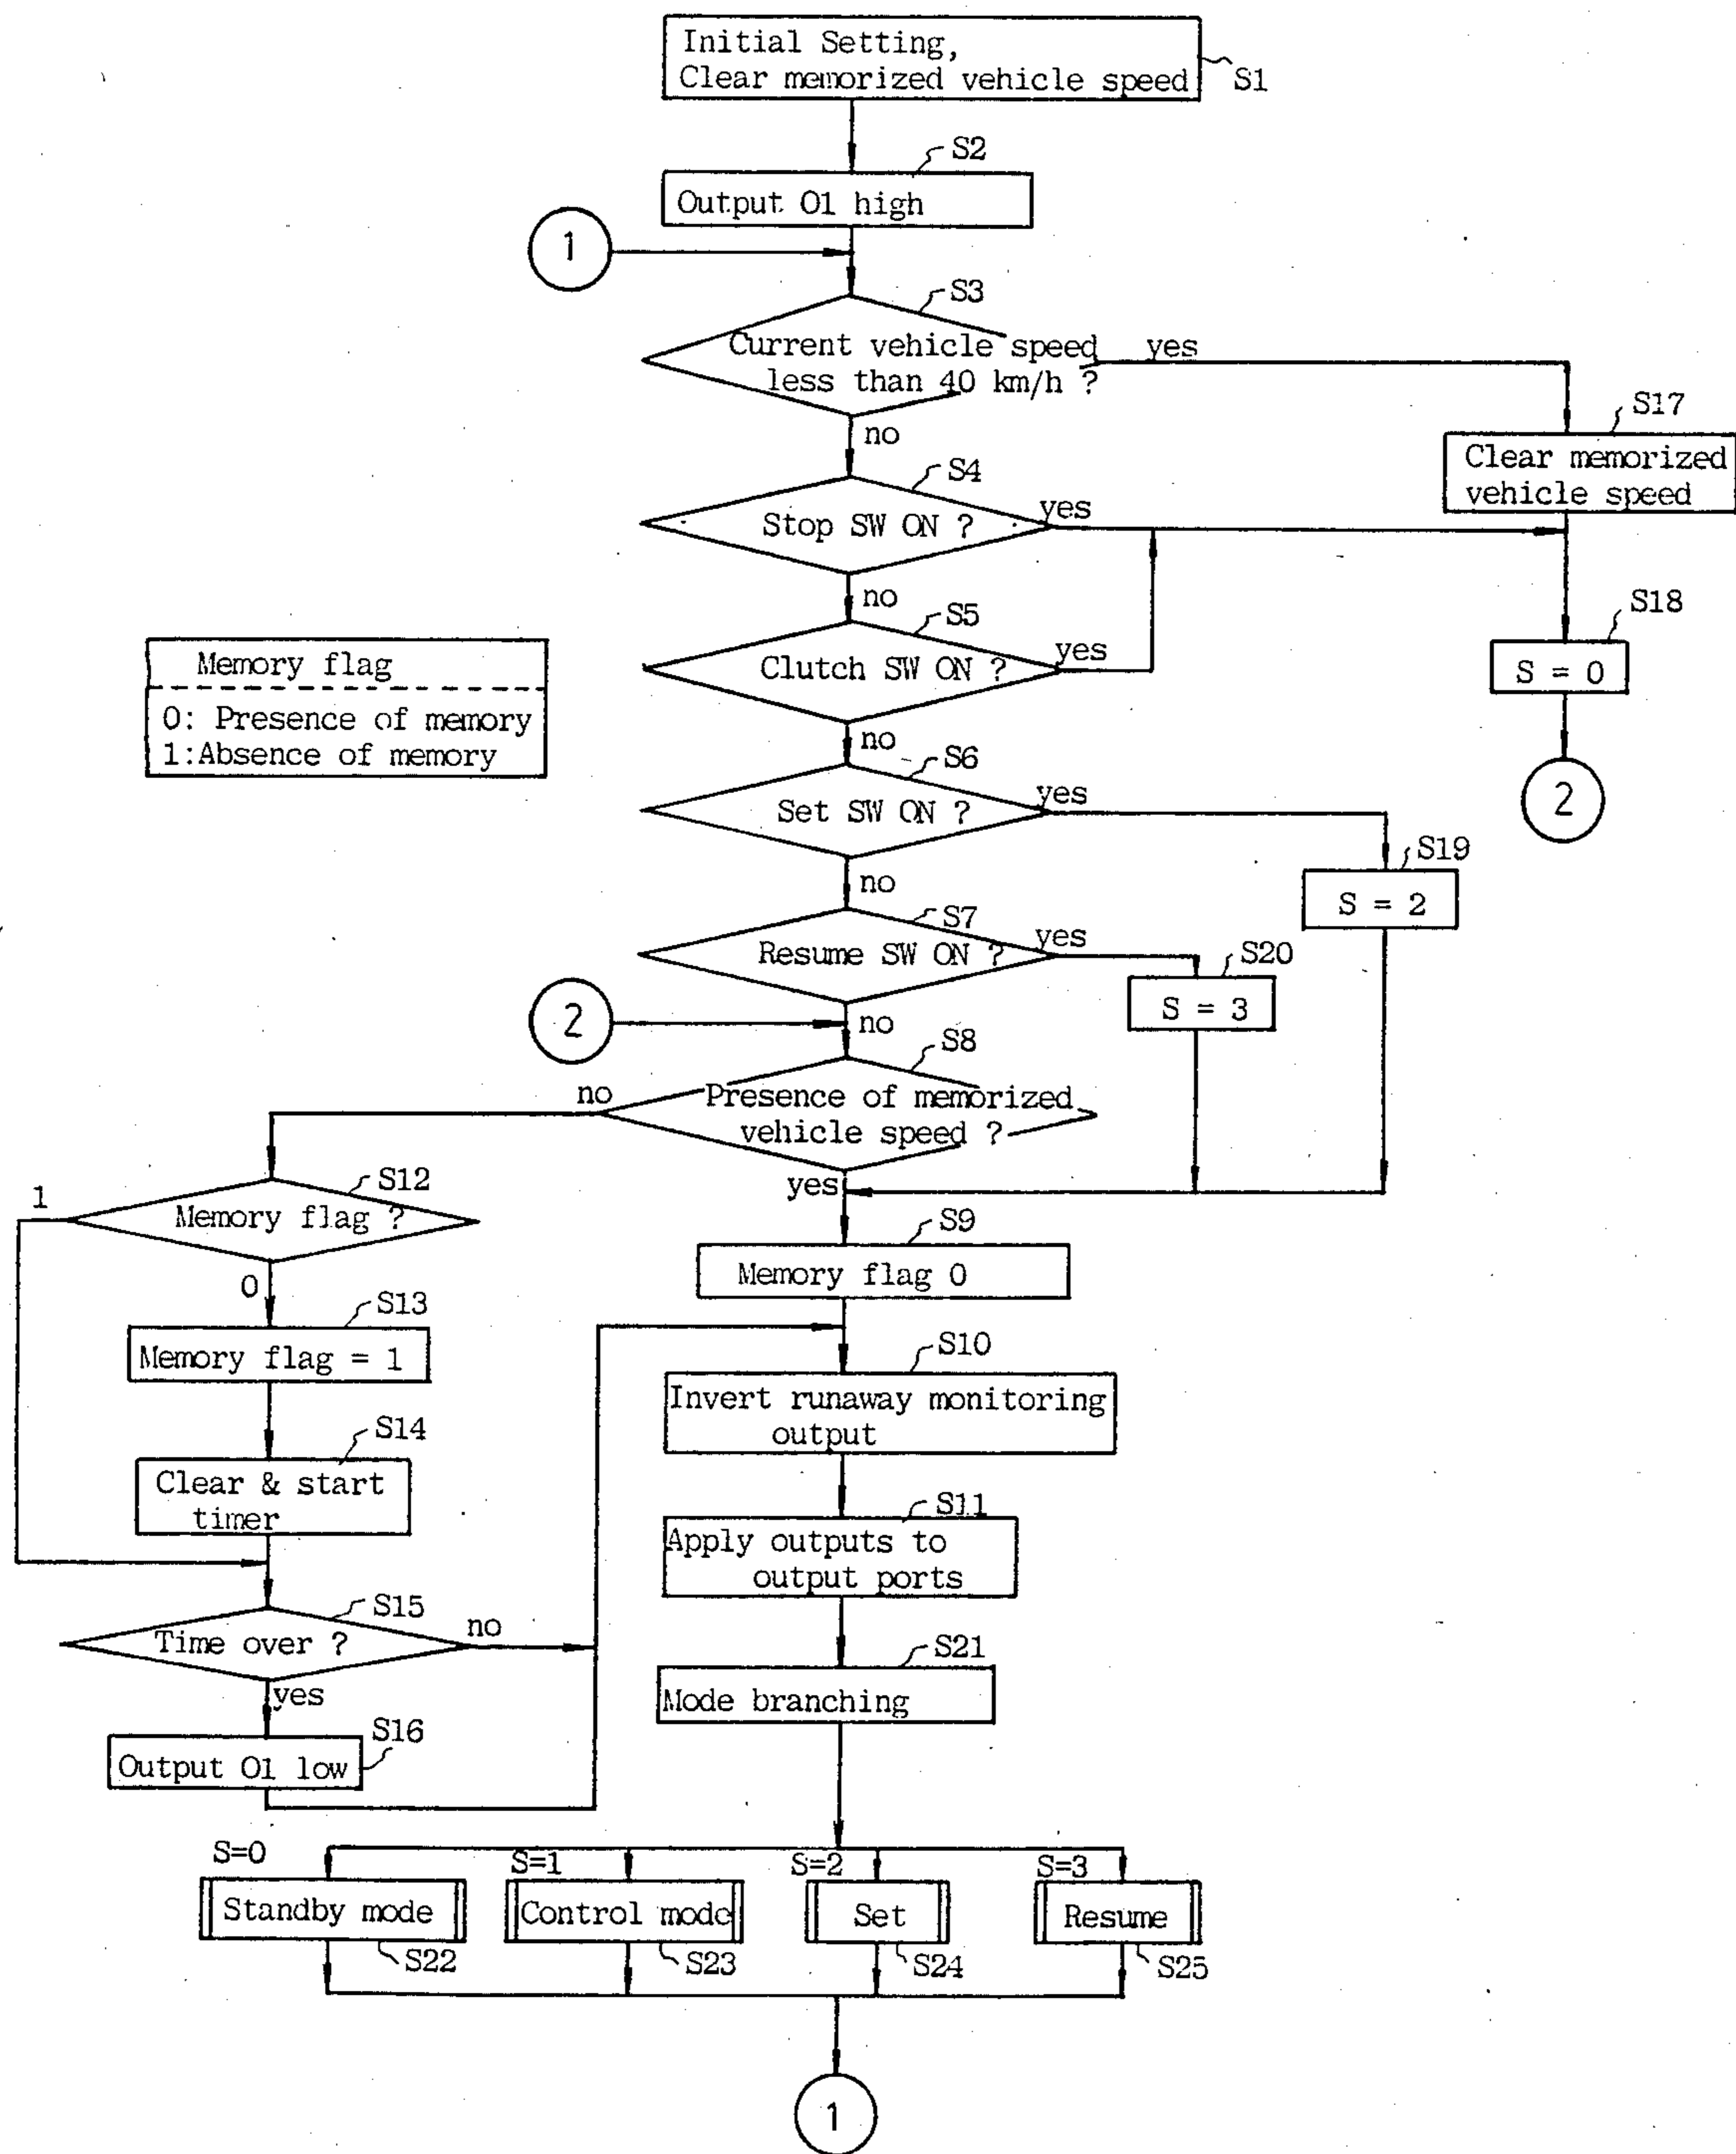 Initial Setting,
Clear memorized vehicle speed
S1
S2
Output O1 high
1
S3
Current vehicle speed
less than 40 km/h ?
yes
no
S17
Clear memorized
vehicle speed
S4
Stop SW ON ?
yes
no
S5
Clutch SW ON ?
yes
no
S18
S = 0
2
Memory flag
0: Presence of memory
1:Absence of memory
S6
Set SW ON ?
yes
no
S19
S = 2
S7
Resume SW ON ?
yes
no
S20
S = 3
2
S8
Presence of memorized
vehicle speed ?
no
yes
S12
Memory flag ?
1
0
S9
Memory flag 0
S13
Memory flag = 1
S10
Invert runaway monitoring
output
S14
Clear & start
timer
S11
Apply outputs to
output ports
S15
Time over ?
no
yes
S21
Mode branching
S16
Output O1 low
S=0
S=1
S=2
S=3
Standby mode
Control mode
Set
Resume
S22
S23
S24
S25
1